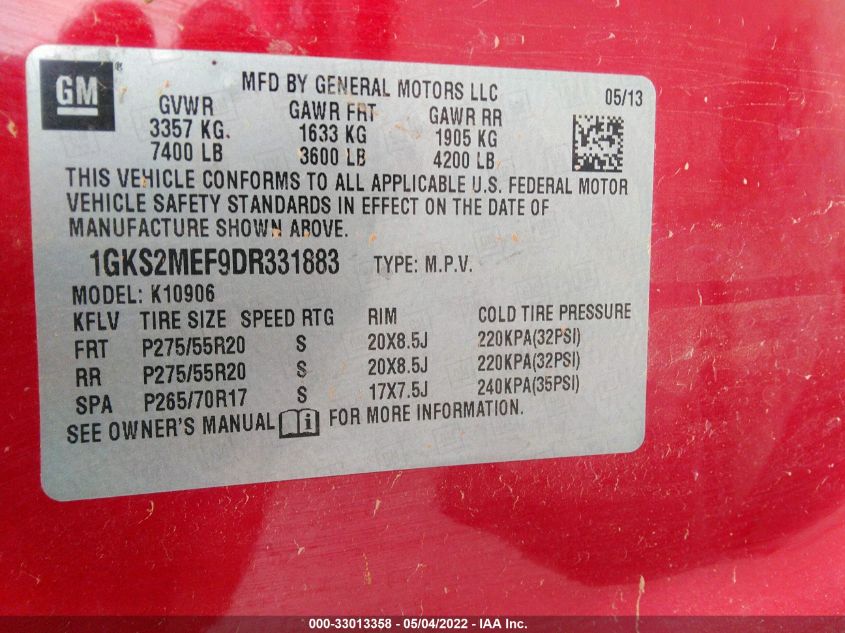 GM
MFD BY GENERAL MOTORS LLC
GVWR GAWR FRT GAWR RR 05/13
3357 KG. 1633 KG 1905 KG
7400 LB 3600 LB 4200 LB
THIS VEHICLE CONFORMS TO ALL APPLICABLE U.S. FEDERAL MOTOR
VEHICLE SAFETY STANDARDS IN EFFECT ON THE DATE OF
MANUFACTURE SHOWN ABOVE.
1GKS2MEF9DR331883 TYPE: M.P.V.
MODEL: K10906
KFLV TIRE SIZE SPEED RTG RIM COLD TIRE PRESSURE
FRT P275/55R20 S 20X8.5J 220KPA(32PSI)
RR P275/55R20 S 20X8.5J 220KPA(32PSI)
SPA P265/70R17 S 17X7.5J 240KPA(35PSI)
SEE OWNER'S MANUAL i FOR MORE INFORMATION.
000-33013358 - 05/04/2022 - IAA Inc.